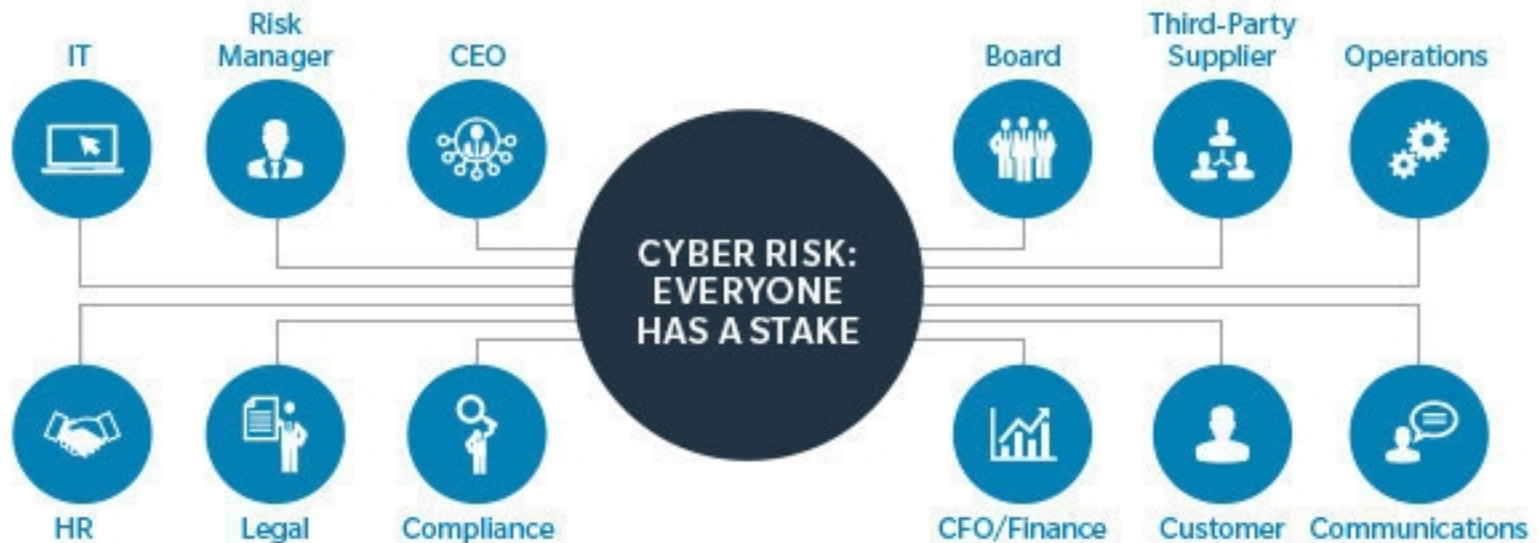 IT
Risk
Manager
CEO
Board
Third-Party
Supplier
Operations
CYBER RISK:
EVERYONE
HAS A STAKE
HR
Legal
Compliance
CFO/Finance
Customer
Communications